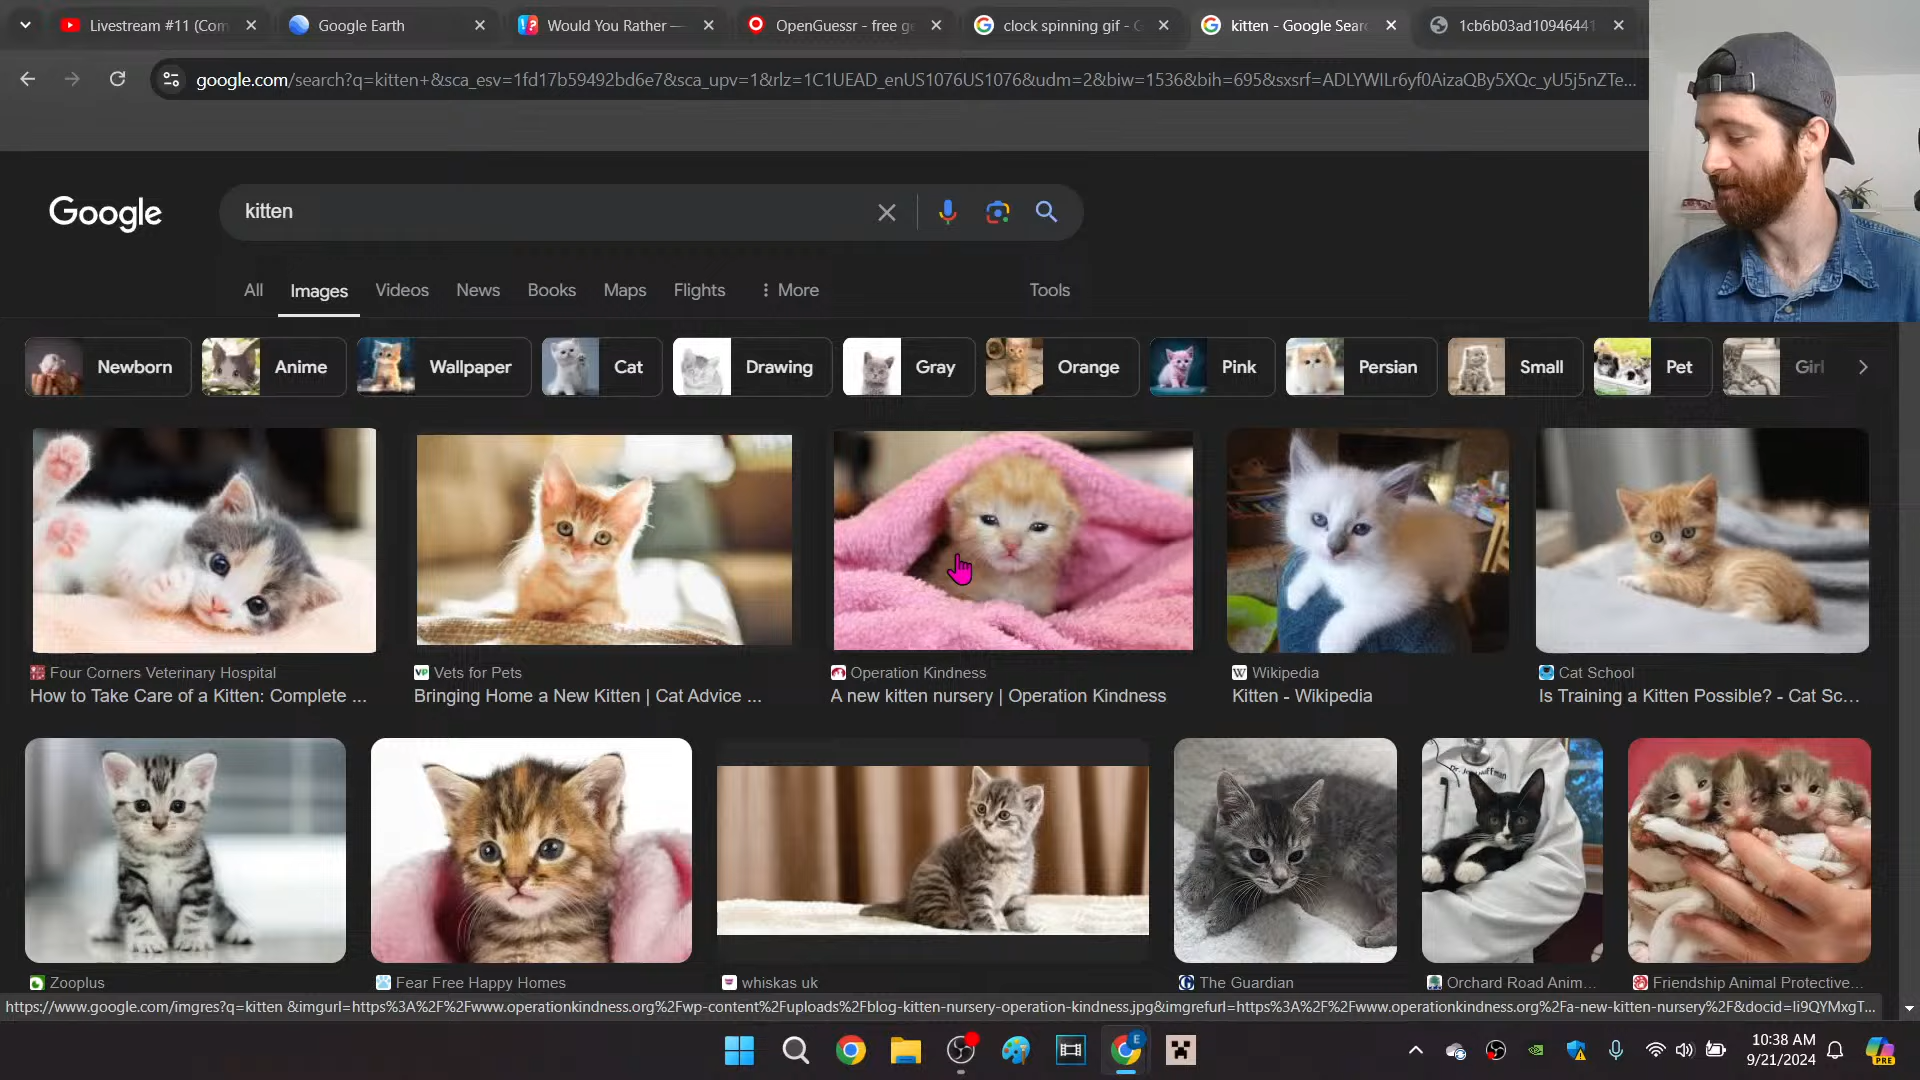 Livestream #11 (Com
Google Earth
Would You Rather —
OpenGuessr - free ge
clock spinning gif - G
kitten - Google Sear
1cb6b03ad10946441
google.com/search?q=kitten+&sca_esv=1fd17b59492bd6e7&sca_upv=1&rlz=1C1UEAD_enUS1076US1076&udm=2&biw=1536&bih=695&sxsrf=ADLYWILr6yf0AizaQBy5XQc_yU5j5nZTe...
Google
kitten
All
Images
Videos
News
Books
Maps
Flights
More
Tools
Newborn
Anime
Wallpaper
Cat
Drawing
Gray
Orange
Pink
Persian
Small
Pet
Girl
Four Corners Veterinary Hospital
How to Take Care of a Kitten: Complete ...
VP Vets for Pets
Bringing Home a New Kitten | Cat Advice ...
Operation Kindness
A new kitten nursery | Operation Kindness
W Wikipedia
Kitten - Wikipedia
Cat School
Is Training a Kitten Possible? - Cat Sc...
Zooplus
Fear Free Happy Homes
whiskas uk
The Guardian
Orchard Road Anim...
Friendship Animal Protective...
https://www.google.com/imgres?q=kitten &imgurl=https%3A%2F%2Fwww.operationkindness.org%2Fwp-content%2Fuploads%2Fblog-kitten-nursery-operation-kindness.jpg&imgrefurl=https%3A%2F%2Fwww.operationkindness.org%2Fa-new-kitten-nursery%2F&docid=Ii9QYMxgT...
E
10:38 AM
9/21/2024
PRE